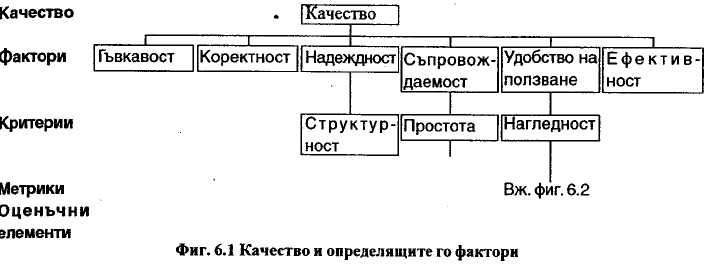 Качество Качество
Фактори Гъвкавост Коректност Надеждност Съпровож-
даемост Удобство на
ползване Ефектив-
ност
Критерии Структур-
ност Простота Нагледност
Метрики Вж. фиг. 6.2
Оценъчни
елементи
Фиг. 6.1 Качество и определящите го фактори